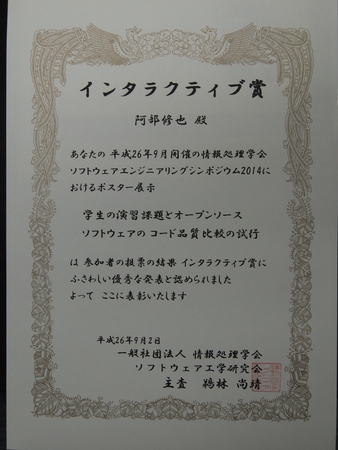 インタラクティブ賞
阿部修也 殿
あなたの 平成26年9月開催の情報処理学会
ソフトウェアエンジニアリングシンポジウム2014に
おけるポスター展示
学生の演習課題とオープンソース
ソフトウェアの コード品質比較の試行
は 参加者の投票の結果 インタラクティブ賞に
ふさわしい優秀な発表と認められました
よって ここに表彰いたします
平成26年9月2日
一般社団法人 情報処理学会
ソフトウェア工学研究会
主査 鵜林 尚靖